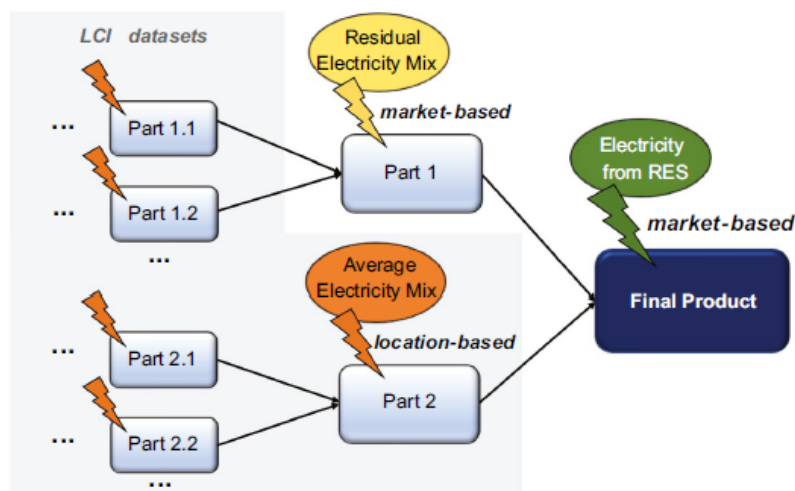 LCI datasets
Residual
Electricity Mix
market-based
... Part 1.1
Part 1
... Part 1.2
...
Electricity
from RES
market-based
Final Product
Average
Electricity Mix
location-based
... Part 2.1
Part 2
... Part 2.2
...